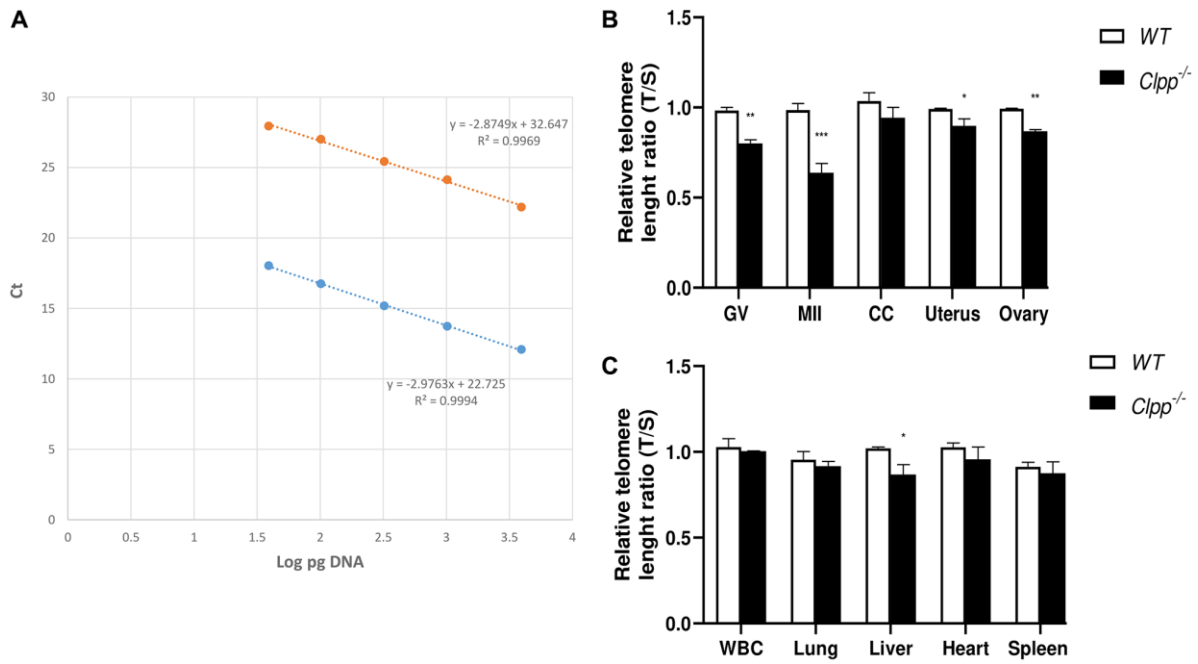 A
30
25
20
15
10
5
0
Ct
y = -2.8749x + 32.647
R² = 0.9969
y = -2.9763x + 22.725
R² = 0.9994
0 0.5 1 1.5 2 2.5 3 3.5 4
Log pg DNA
B
Relative telomere
lenght ratio (T/S)
1.5
1.0
0.5
0.0
** *** * **
GV MII CC Uterus Ovary
WT
Clpp⁻/⁻
C
Relative telomere
lenght ratio (T/S)
1.5
1.0
0.5
0.0
*
WBC Lung Liver Heart Spleen
WT
Clpp⁻/⁻